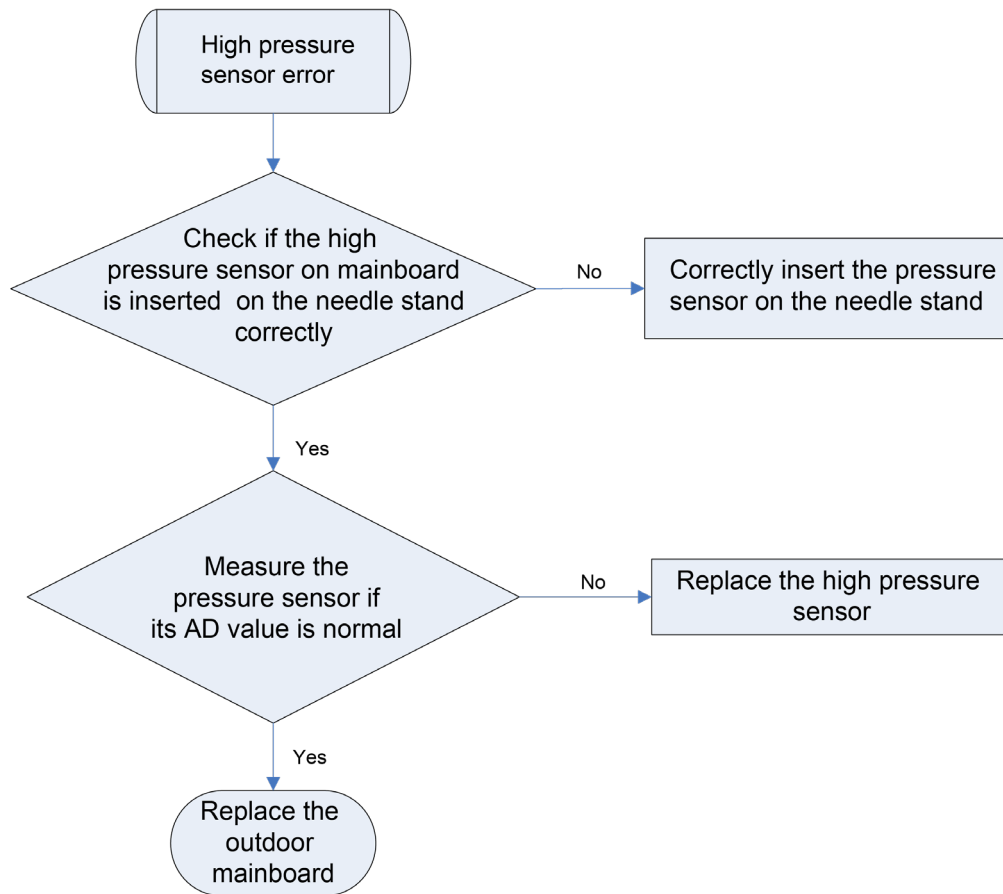 High pressure
sensor error
Check if the high
pressure sensor on mainboard
is inserted  on the needle stand
correctly
No
Correctly insert the pressure
sensor on the needle stand
Yes
Measure the
pressure sensor if
its AD value is normal
No
Replace the high pressure
sensor
Yes
Replace the
outdoor
mainboard